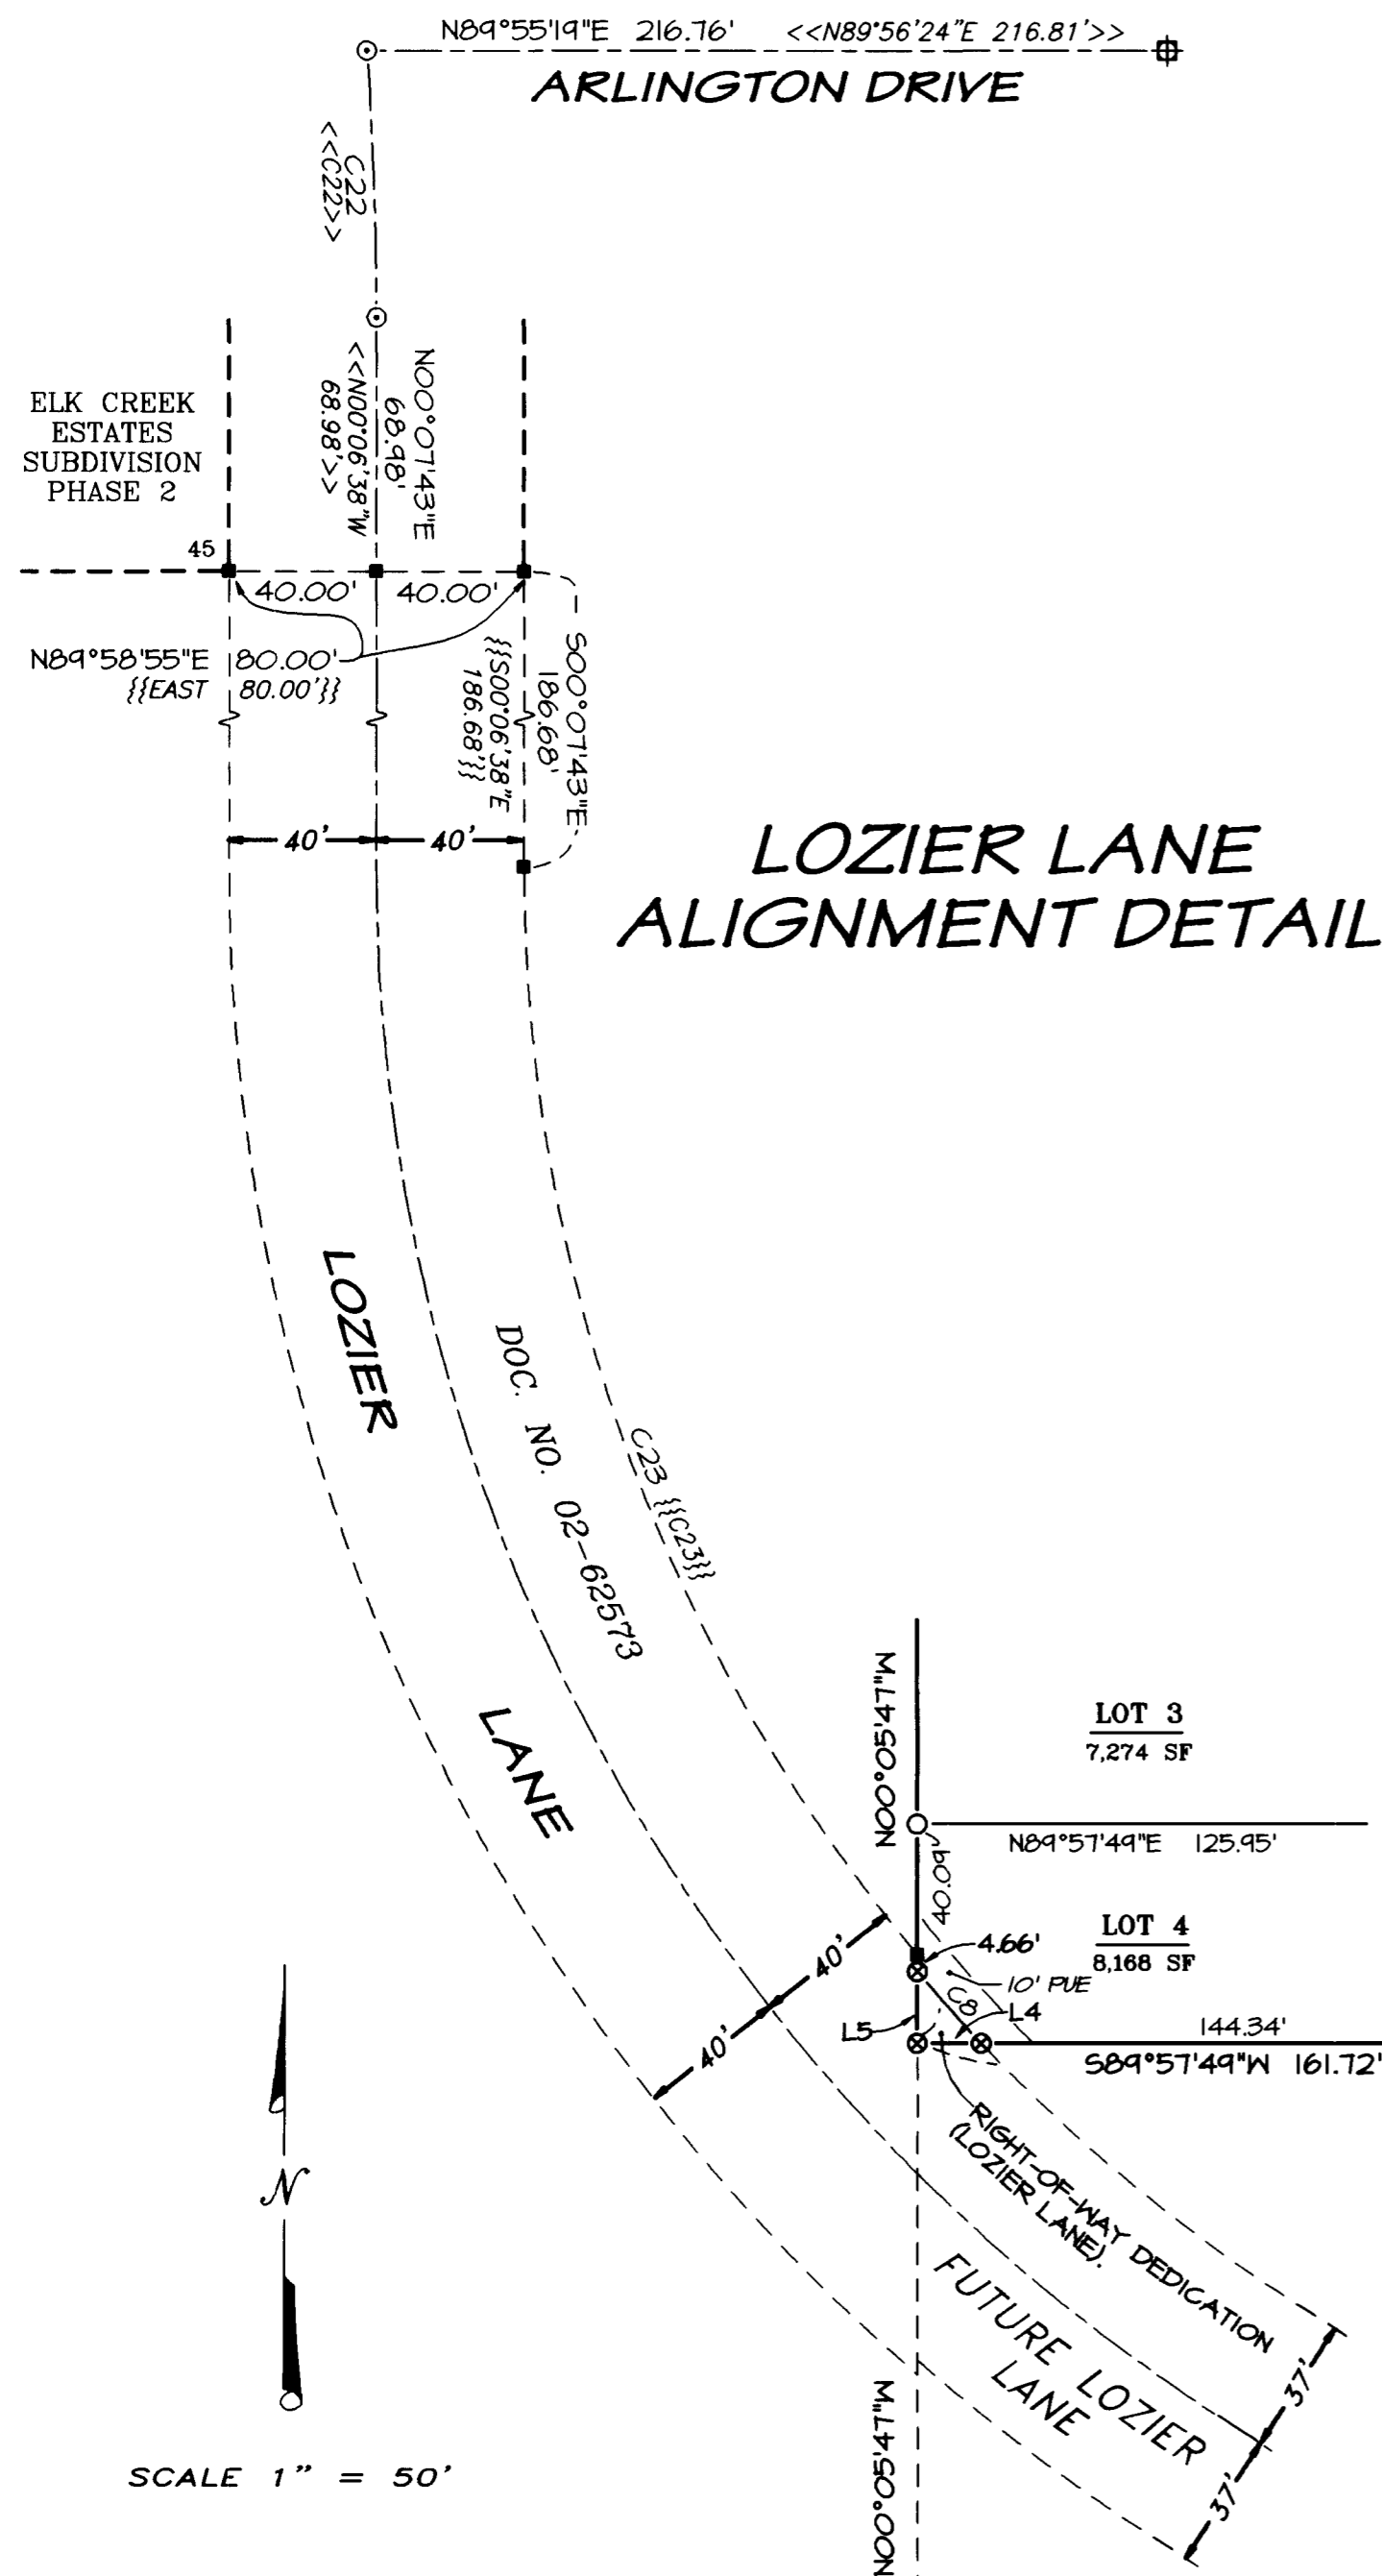 N89°55'19"E 216.76' <<N89°56'24"E 216.81'>>
ARLINGTON DRIVE
C22
<<C22>>
N00°07'43"E
68.98'
<<N00°06'38"W
68.98'>>
ELK CREEK
ESTATES
SUBDIVISION
PHASE 2
45
40.00' 40.00'
N89°58'55"E 80.00'
{{EAST 80.00'}}
S00°07'43"E
186.68'
{{S00°06'38"E
186.68'}}
40' 40'
LOZIER LANE
ALIGNMENT DETAIL
LOZIER
LANE
DOC. NO. 02-62573
C23 {{C23}}
N00°05'47"W
LOT 3
7,274 SF
N89°57'49"E 125.95'
40.09'
LOT 4
8,168 SF
4.66'
10' PUE
C8
L4
L5
144.34'
S89°57'49"W 161.72'
40'
40'
RIGHT-OF-WAY DEDICATION
(LOZIER LANE).
FUTURE LOZIER
LANE
37'
37'
N00°05'47"W
N
SCALE 1" = 50'